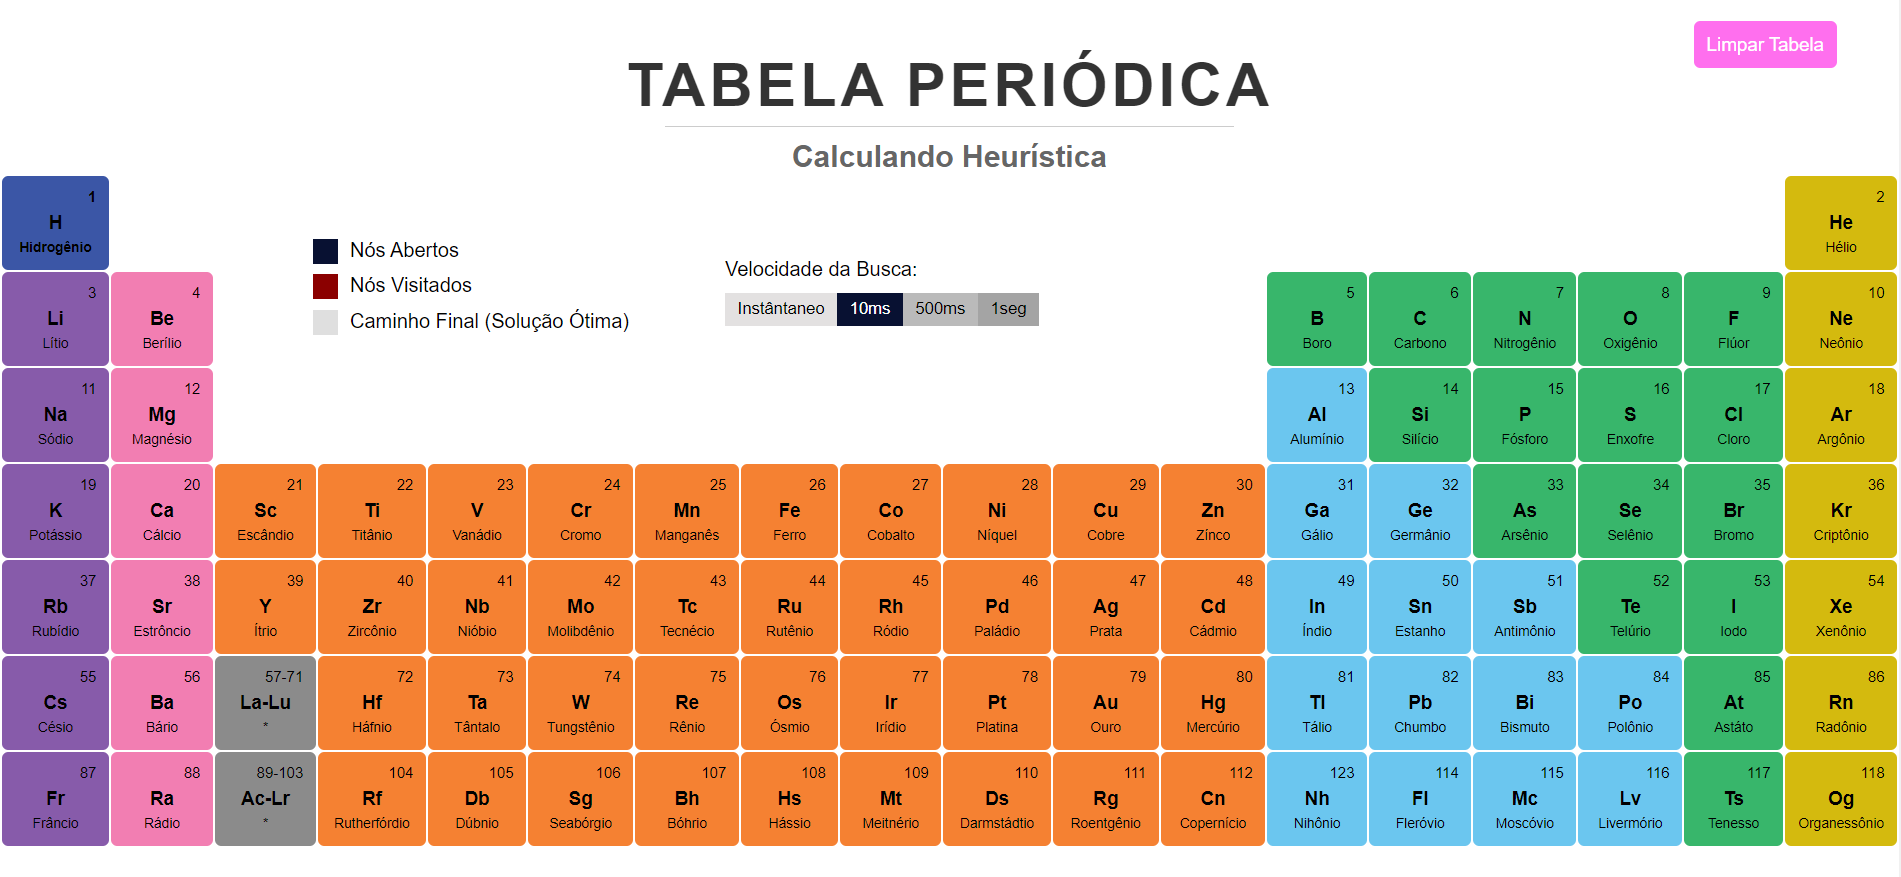 Limpar Tabela
TABELA PERIÓDICA
Calculando Heurística
1
H
Hidrogênio
2
He
Hélio
Nós Abertos
Nós Visitados
Caminho Final (Solução Ótima)
Velocidade da Busca:
Instântaneo 10ms 500ms 1seg
3 4 5 6 7 8 9 10
Li Be B C N O F Ne
Lítio Berílio Boro Carbono Nitrogênio Oxigênio Flúor Neônio
11 12 13 14 15 16 17 18
Na Mg Al Si P S Cl Ar
Sódio Magnésio Alumínio Silício Fósforo Enxofre Cloro Argônio
19 20 21 22 23 24 25 26 27 28 29 30 31 32 33 34 35 36
K Ca Sc Ti V Cr Mn Fe Co Ni Cu Zn Ga Ge As Se Br Kr
Potássio Cálcio Escândio Titânio Vanádio Cromo Manganês Ferro Cobalto Níquel Cobre Zínco Gálio Germânio Arsênio Selênio Bromo Criptônio
37 38 39 40 41 42 43 44 45 46 47 48 49 50 51 52 53 54
Rb Sr Y Zr Nb Mo Tc Ru Rh Pd Ag Cd In Sn Sb Te I Xe
Rubídio Estrôncio Ítrio Zircônio Nióbio Molibdênio Tecnécio Rutênio Ródio Paládio Prata Cádmio Índio Estanho Antimônio Telúrio Iodo Xenônio
55 56 57-71 72 73 74 75 76 77 78 79 80 81 82 83 84 85 86
Cs Ba La-Lu Hf Ta W Re Os Ir Pt Au Hg Tl Pb Bi Po At Rn
Césio Bário * Háfnio Tântalo Tungstênio Rênio Ósmio Irídio Platina Ouro Mercúrio Tálio Chumbo Bismuto Polônio Astáto Radônio
87 88 89-103 104 105 106 107 108 109 110 111 112 123 114 115 116 117 118
Fr Ra Ac-Lr Rf Db Sg Bh Hs Mt Ds Rg Cn Nh Fl Mc Lv Ts Og
Frâncio Rádio * Rutherfórdio Dúbnio Seabórgio Bóhrio Hássio Meitnério Darmstádtio Roentgênio Copernício Nihônio Fleróvio Moscóvio Livermório Tenesso Organessônio